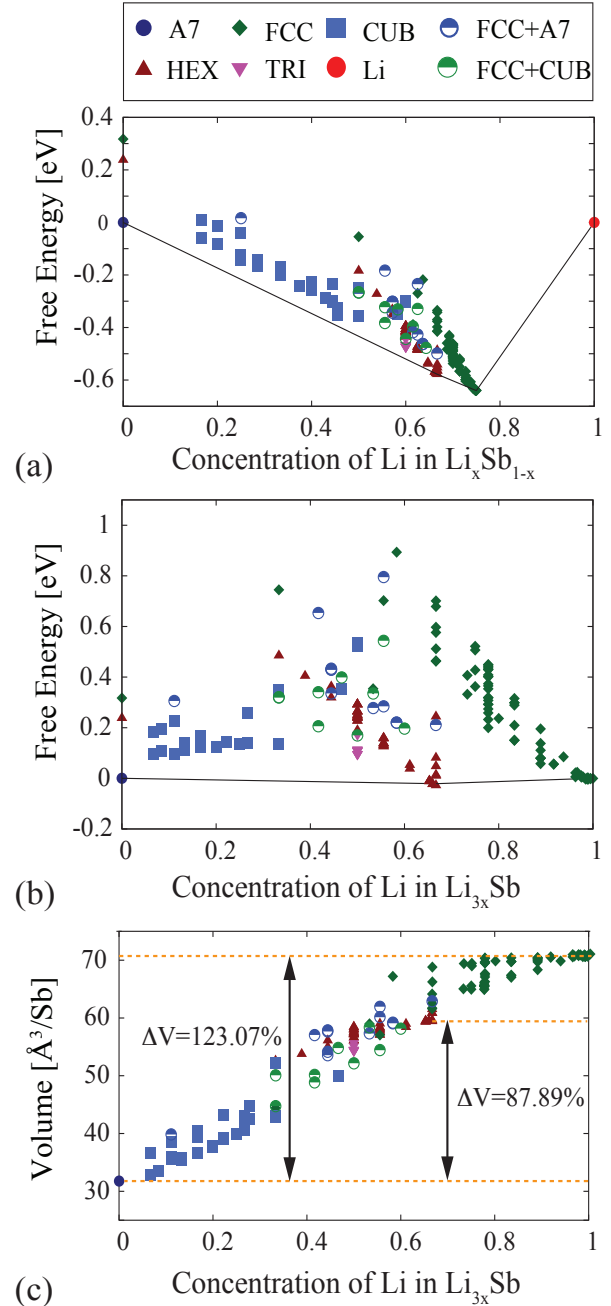 A7 FCC CUB FCC+A7
HEX TRI Li FCC+CUB
0.4
0.2
0
-0.2
-0.4
-0.6
Free Energy [eV]
0 0.2 0.4 0.6 0.8 1
(a) Concentration of Li in LiₓSb₁₋ₓ
1
0.8
0.6
0.4
0.2
0
-0.2
Free Energy [eV]
0 0.2 0.4 0.6 0.8 1
(b) Concentration of Li in Li₃ₓSb
70
60
50
40
30
Volume [Å³/Sb]
ΔV=123.07%
ΔV=87.89%
0 0.2 0.4 0.6 0.8 1
(c) Concentration of Li in Li₃ₓSb